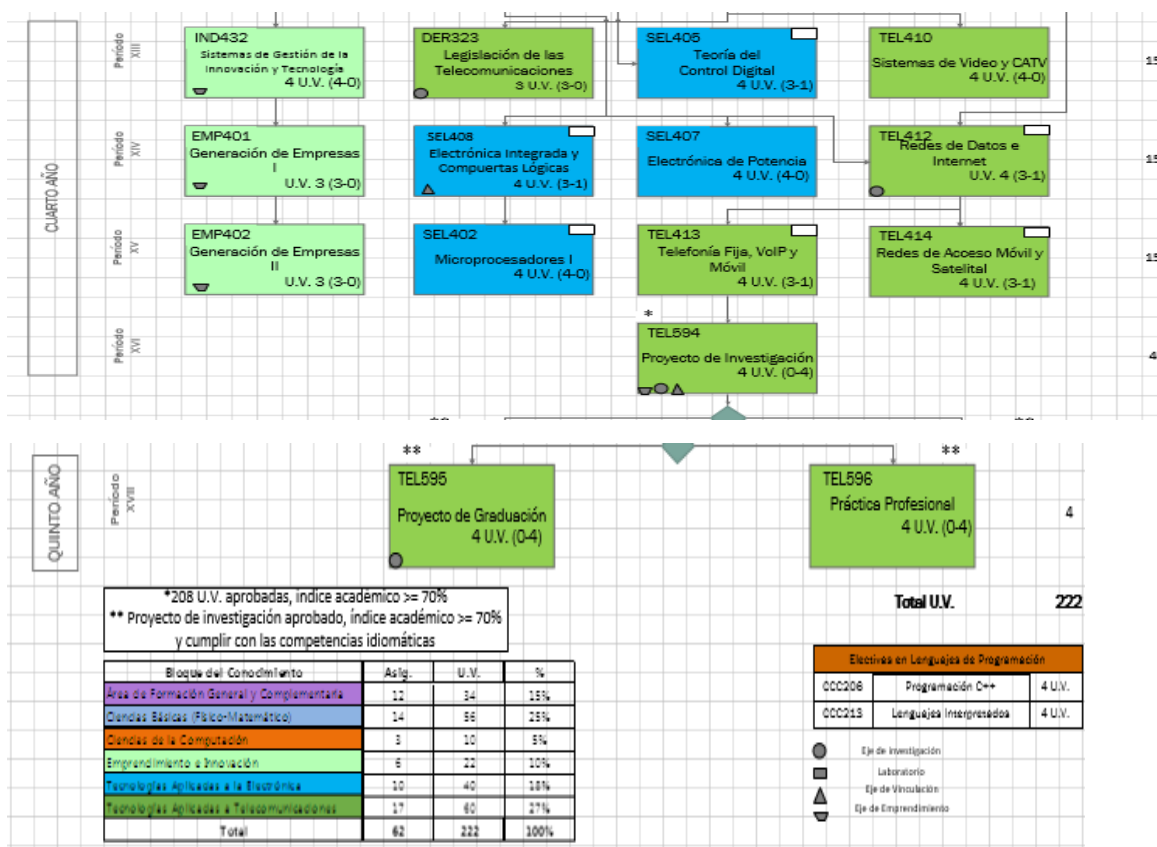 CUARTO AÑO
Período
XIII
IND432
Sistemas de Gestión de la
Innovación y Tecnología
4 U.V. (4-0)
DER323
Legislación de las
Telecomunicaciones
3 U.V. (3-0)
SEL406
Teoría del
Control Digital
4 U.V. (3-1)
TEL410
Sistemas de Video y CATV
4 U.V. (4-0)
15
Período
XIV
EMP401
Generación de Empresas
I
U.V. 3 (3-0)
SEL408
Electrónica Integrada y
Compuertas Lógicas
4 U.V. (3-1)
SEL407
Electrónica de Potencia
4 U.V. (4-0)
TEL412
Redes de Datos e
Internet
U.V. 4 (3-1)
15
Período
XV
EMP402
Generación de Empresas
II
U.V. 3 (3-0)
SEL402
Microprocesadores I
4 U.V. (4-0)
TEL413
Telefonía Fija, VoIP y
Móvil
4 U.V. (3-1)
TEL414
Redes de Acceso Móvil y
Satelital
4 U.V. (3-1)
15
Período
XVI
*
TEL594
Proyecto de Investigación
4 U.V. (0-4)
4
QUINTO AÑO
Período
XVII
**
TEL595
Proyecto de Graduación
4 U.V. (0-4)
**
TEL596
Práctica Profesional
4 U.V. (0-4)
4
*208 U.V. aprobadas, índice académico >= 70%
** Proyecto de investigación aprobado, índice académico >= 70%
y cumplir con las competencias idiomáticas
Total U.V. 222
Bloque del Conocimiento Asig. U.V. %
Área de Formación General y Complementaria 12 34 15%
Ciencias Básicas (Físico-Matemático) 14 56 25%
Ciencias de la Computación 3 10 5%
Emprendimiento e Innovación 6 22 10%
Tecnologías Aplicadas a la Electrónica 10 40 18%
Tecnologías Aplicadas a Telecomunicaciones 17 60 27%
Total 62 222 100%
Electivas en Lenguajes de Programación
CCC206 Programación C++ 4 U.V.
CCC213 Lenguajes Interpretados 4 U.V.
Eje de investigación
Laboratorio
Eje de Vinculación
Eje de Emprendimiento